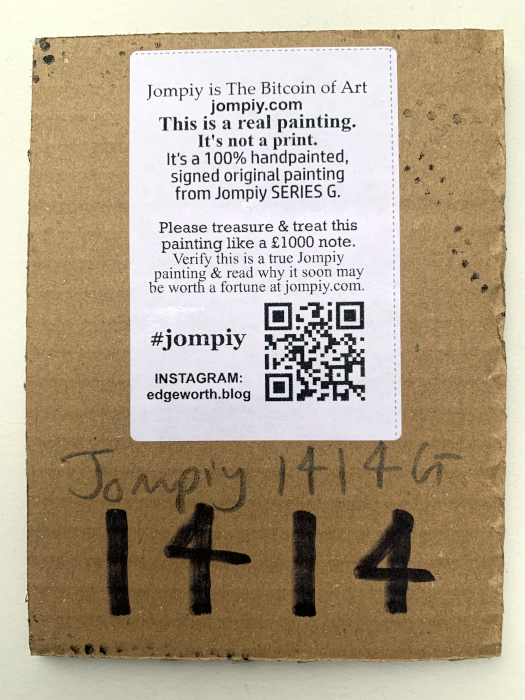 Jompiy is The Bitcoin of Art
jompiy.com
This is a real painting.
It's not a print.
It's a 100% handpainted,
signed original painting
from Jompiy SERIES G.
Please treasure & treat this
painting like a £1000 note.
Verify this is a true Jompiy
painting & read why it soon may
be worth a fortune at jompiy.com.
#jompiy
INSTAGRAM:
edgeworth.blog
Jompiy 1414G
1414